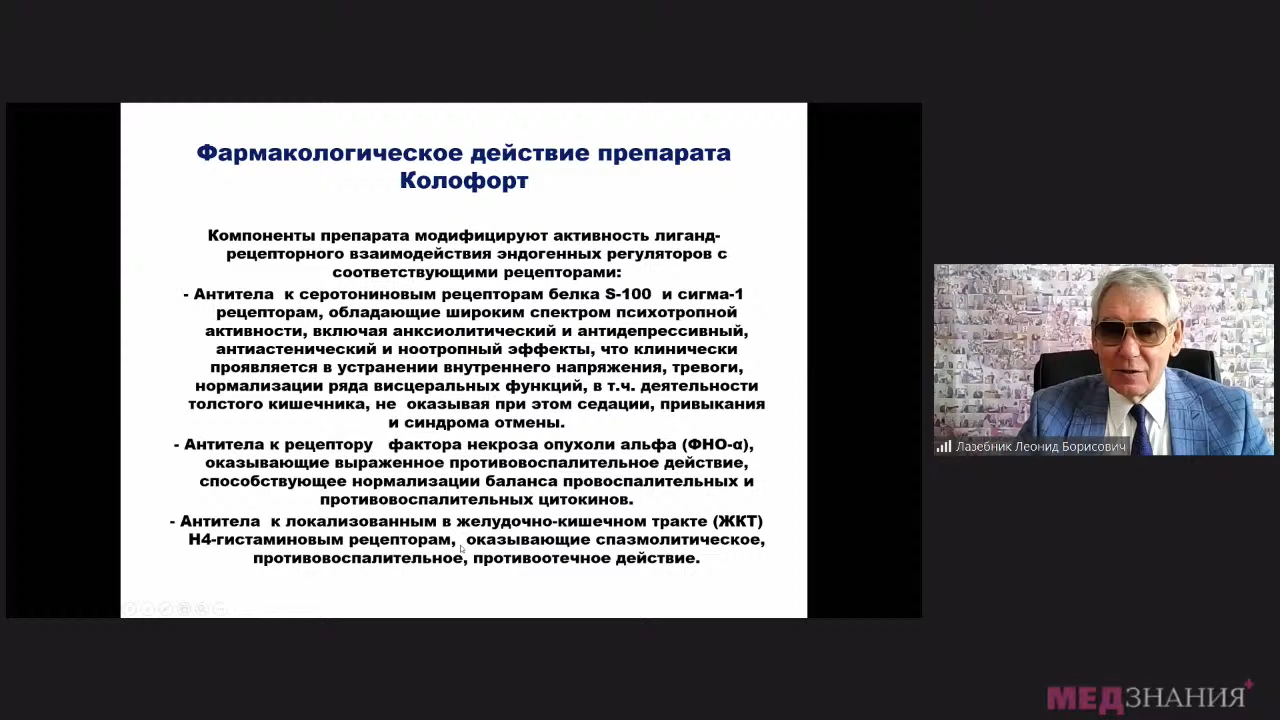 Фармакологическое действие препарата
Колофорт
Компоненты препарата модифицируют активность лиганд-
рецепторного взаимодействия эндогенных регуляторов с
соответствующими рецепторами:
- Антитела к серотониновым рецепторам белка S-100 и сигма-1
рецепторам, обладающие широким спектром психотропной
активности, включая анксиолитический и антидепрессивный,
антиастенический и ноотропный эффекты, что клинически
проявляется в устранении внутреннего напряжения, тревоги,
нормализации ряда висцеральных функций, в т.ч. деятельности
толстого кишечника, не оказывая при этом седации, привыкания
и синдрома отмены.
- Антитела к рецептору фактора некроза опухоли альфа (ФНО-α),
оказывающие выраженное противовоспалительное действие,
способствующее нормализации баланса провоспалительных и
противовоспалительных цитокинов.
- Антитела к локализованным в желудочно-кишечном тракте (ЖКТ)
Н4-гистаминовым рецепторам, оказывающие спазмолитическое,
противовоспалительное, противоотечное действие.
Лазебник Леонид Борисович
МЕДЗНАНИЯ+